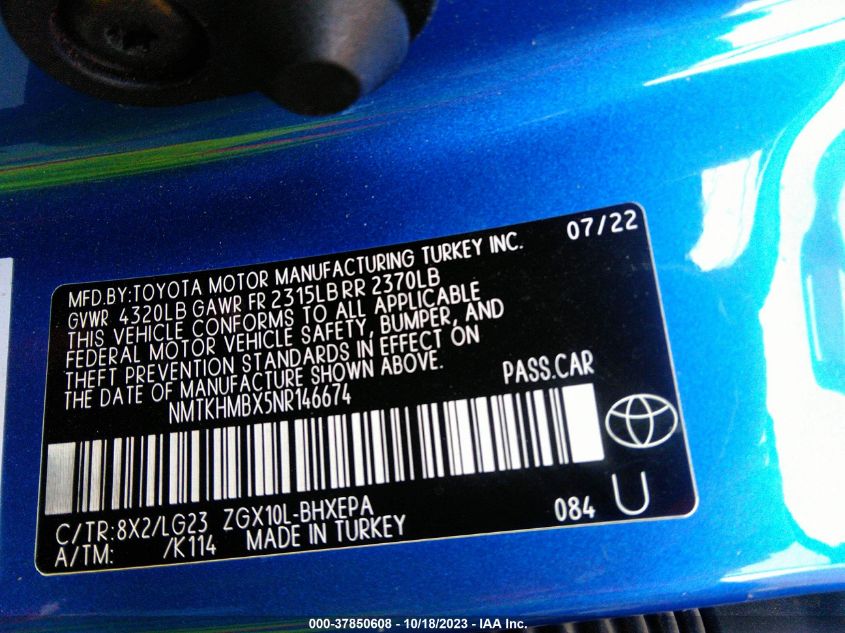 07/22
MFD.BY:TOYOTA MOTOR MANUFACTURING TURKEY INC.
GVWR 4320LB GAWR FR 2315LB RR 2370LB
THIS VEHICLE CONFORMS TO ALL APPLICABLE
FEDERAL MOTOR VEHICLE SAFETY, BUMPER, AND
THEFT PREVENTION STANDARDS IN EFFECT ON
THE DATE OF MANUFACTURE SHOWN ABOVE.
PASS.CAR
NMTKHMBX5NR146674
C/TR:8X2/LG23 ZGX10L-BHXEPA 084 U
A/TM: /K114 MADE IN TURKEY
000-37850608 - 10/18/2023 - IAA Inc.